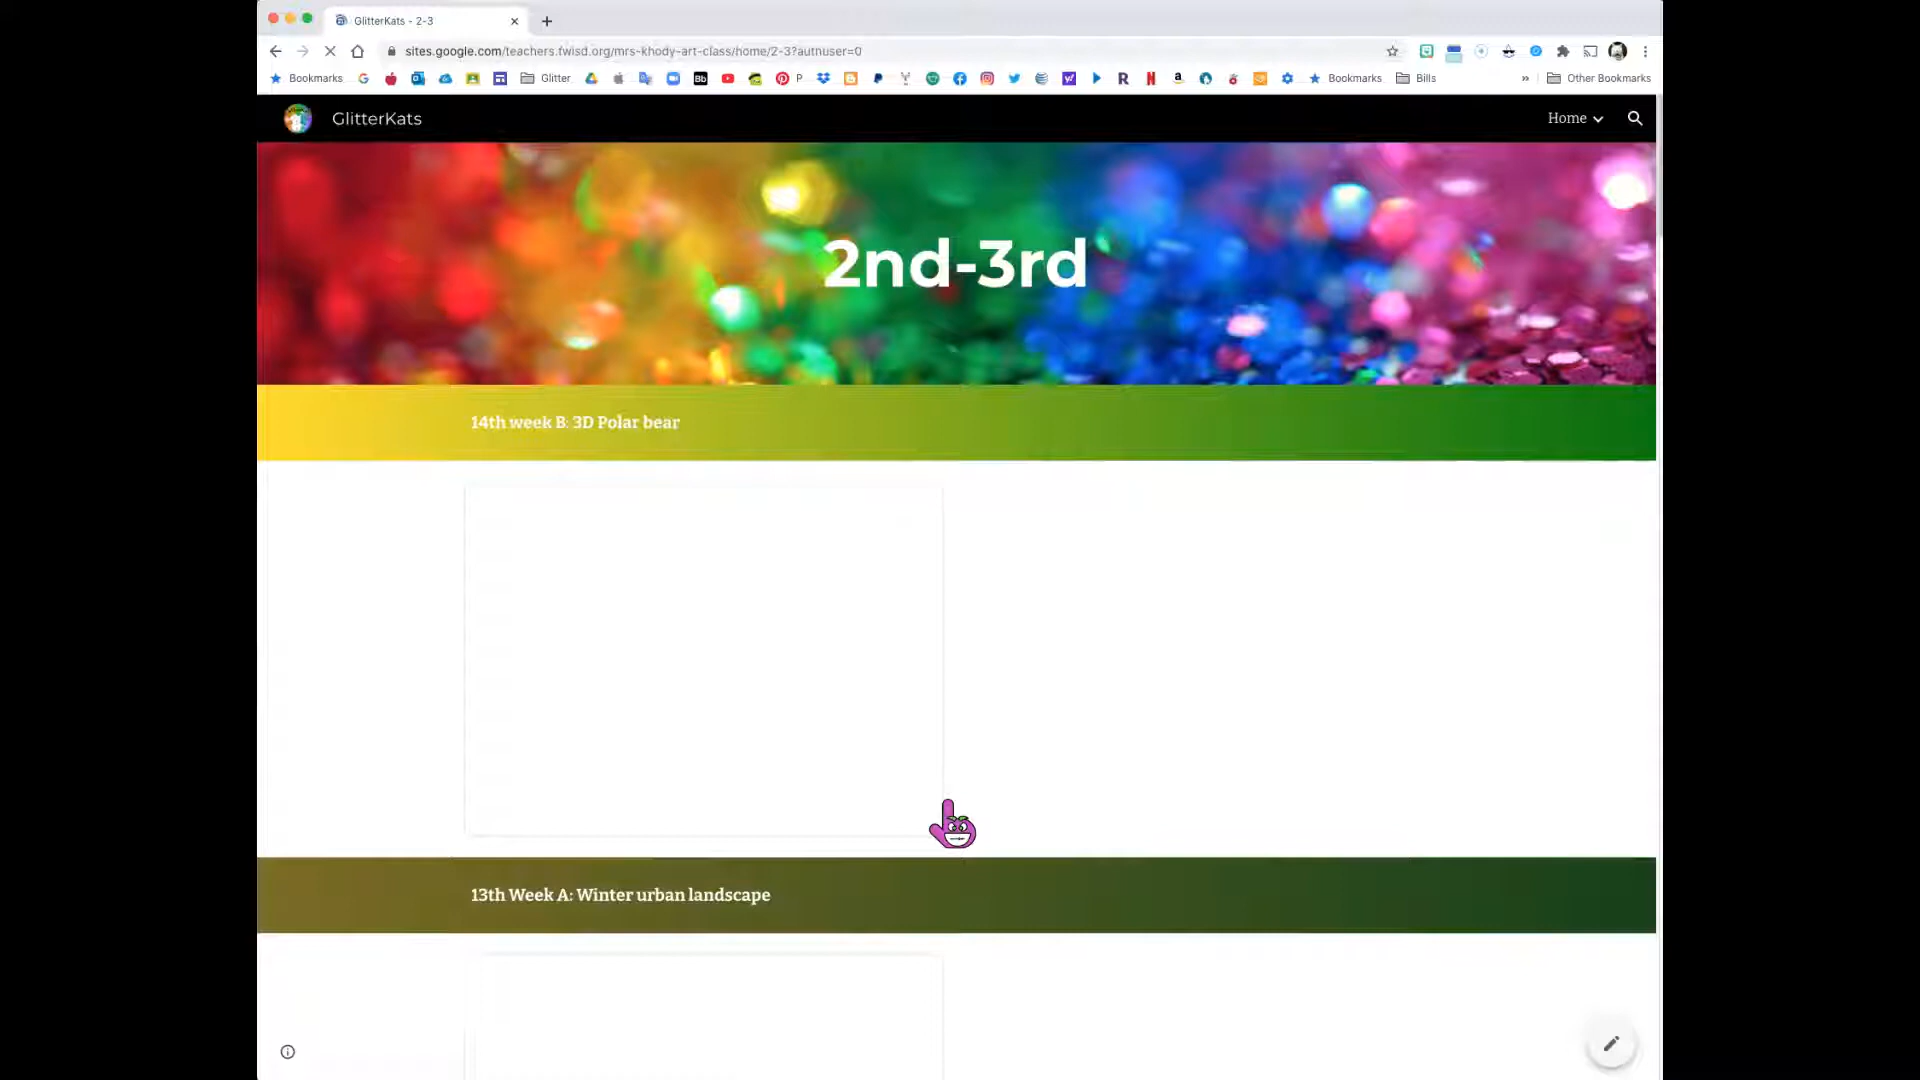 GlitterKats - 2-3
sites.google.com/teachers.fwisd.org/mrs-khody-art-class/home/2-3?authuser=0
Bookmarks
Glitter
Bb
P
Bookmarks
Bills
Other Bookmarks
GlitterKats
Home
2nd-3rd
14th week B: 3D Polar bear
13th Week A: Winter urban landscape